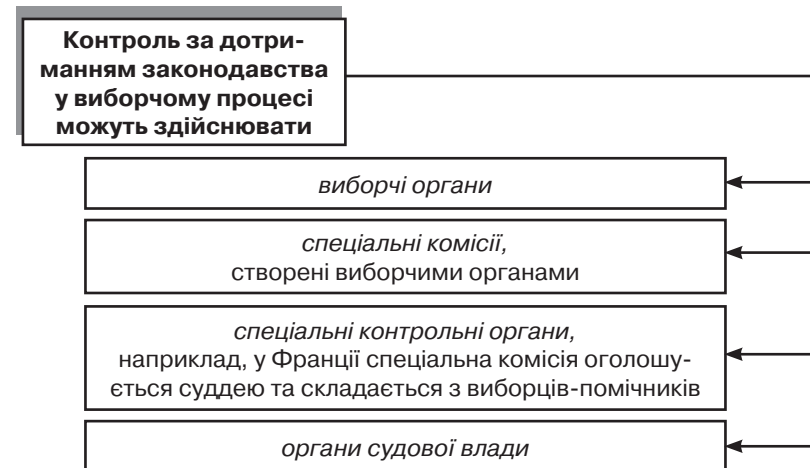 Контроль за дотри-
манням законодавства
у виборчому процесі
можуть здійснювати
виборчі органи
спеціальні комісії,
створені виборчими органами
спеціальні контрольні органи,
наприклад, у Франції спеціальна комісія оголошу-
ється суддею та складається з виборців-помічників
органи судової влади